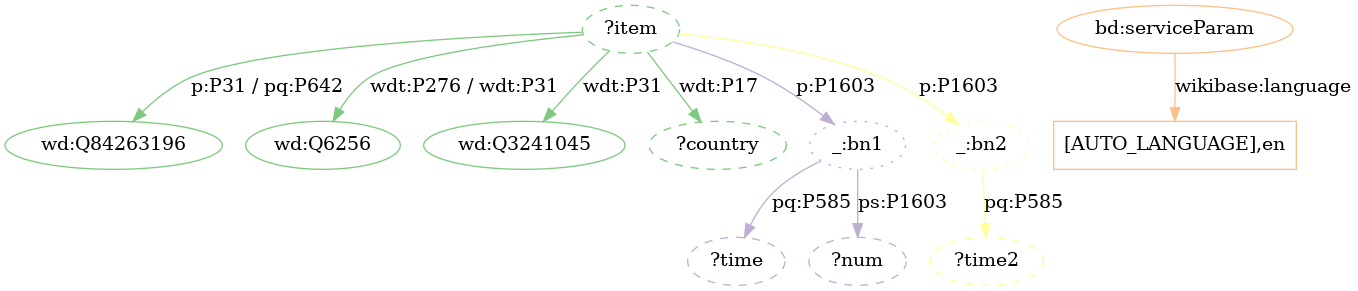 ?item
bd:serviceParam
p:P31 / pq:P642
wdt:P276 / wdt:P31
wdt:P31
wdt:P17
p:P1603
p:P1603
wikibase:language
wd:Q84263196
wd:Q6256
wd:Q3241045
?country
_:bn1
_:bn2
[AUTO_LANGUAGE],en
pq:P585
ps:P1603
pq:P585
?time
?num
?time2